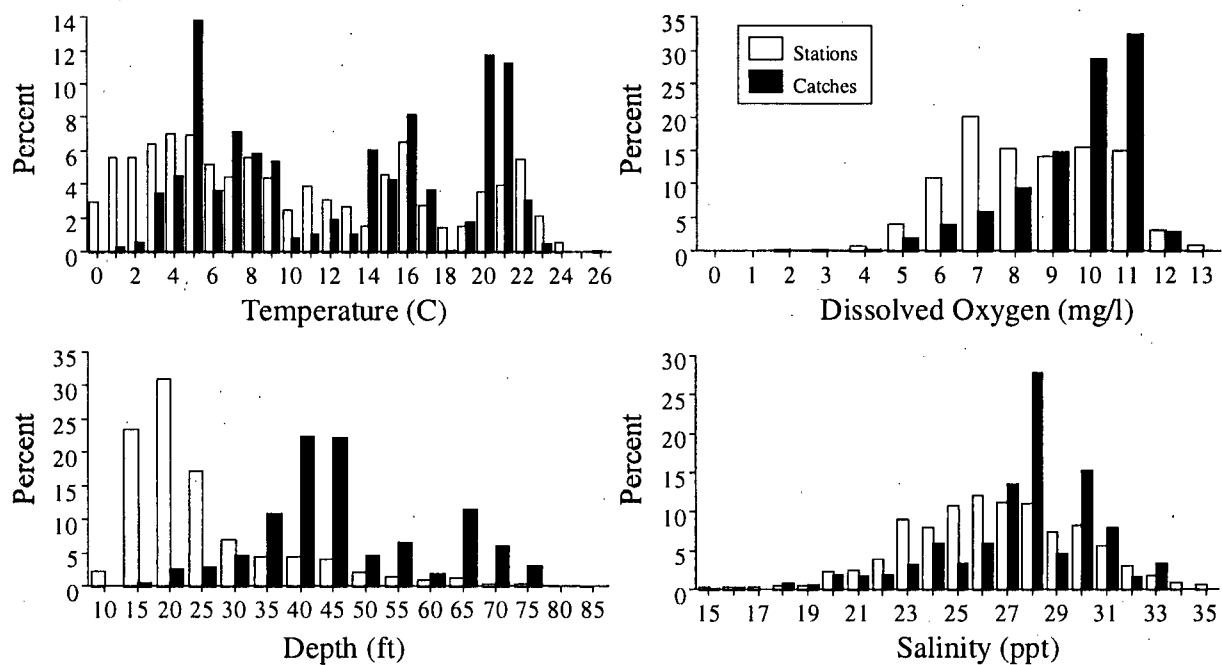 14
12
10
8
6
4
2
0
Percent
0 2 4 6 8 10 12 14 16 18 20 22 24 26
Temperature (C)
35
30
25
20
15
10
5
0
Percent
Stations
Catches
0 1 2 3 4 5 6 7 8 9 10 11 12 13
Dissolved Oxygen (mg/l)
35
30
25
20
15
10
5
0
Percent
10 15 20 25 30 35 40 45 50 55 60 65 70 75 80 85
Depth (ft)
30
25
20
15
10
5
0
Percent
15 17 19 21 23 25 27 29 31 33 35
Salinity (ppt)